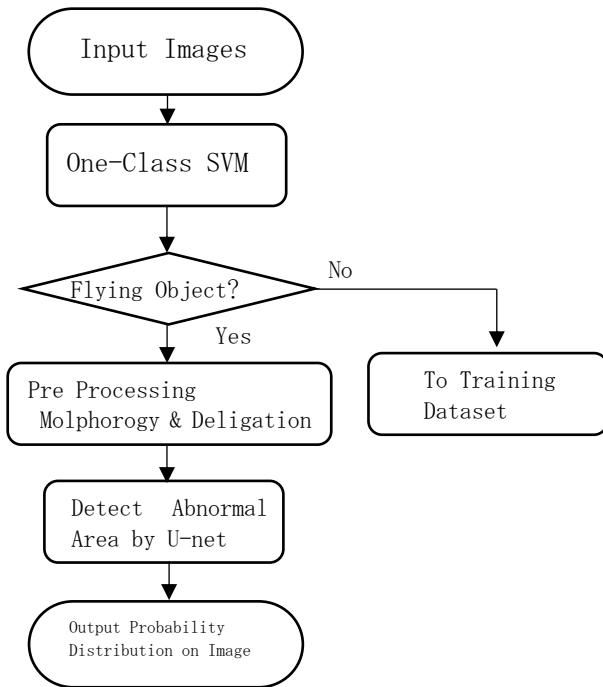 Input Images
One-Class SVM
Flying Object?
No
Yes
Pre Processing
Molphorogy & Deligation
To Training
Dataset
Detect Abnormal
Area by U-net
Output Probability
Distribution on Image